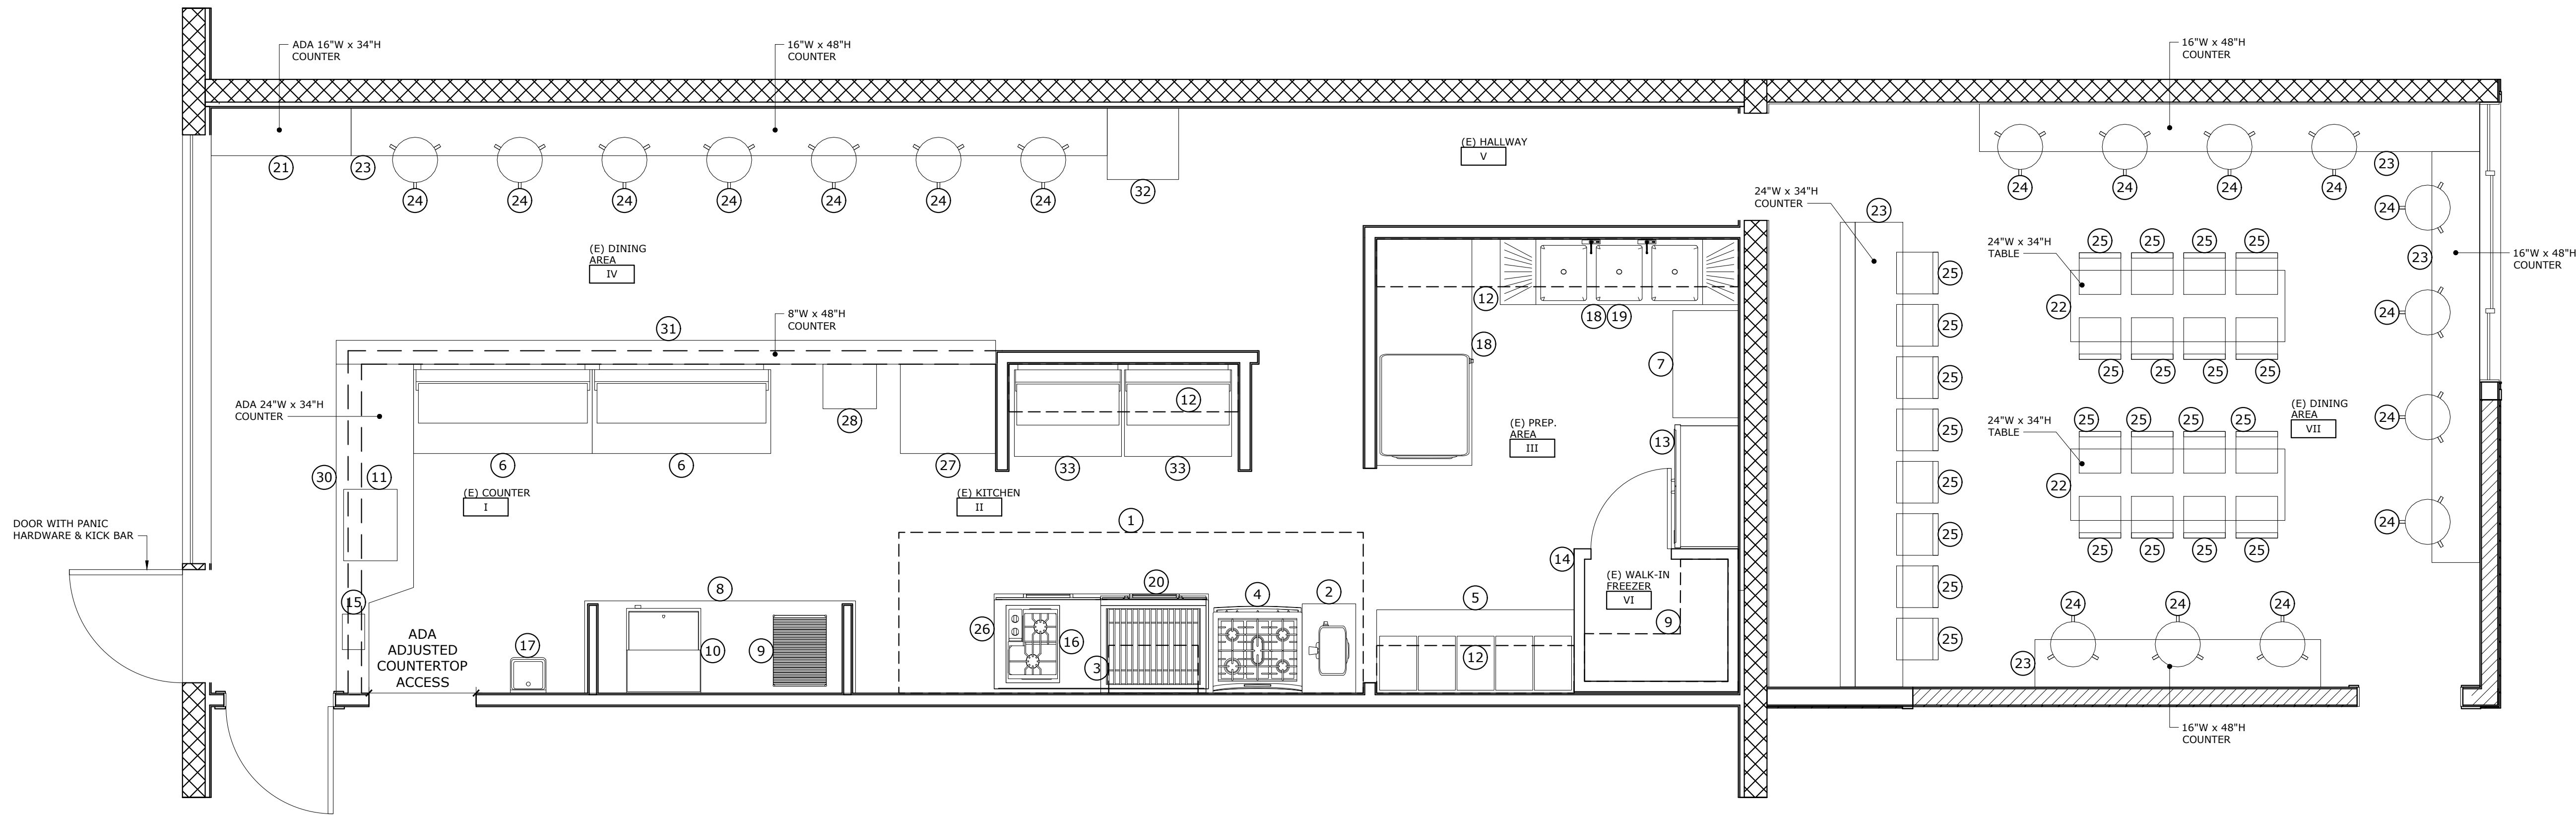 ADA 16"W x 34"H
COUNTER
16"W x 48"H
COUNTER
16"W x 48"H
COUNTER
21
23
24
24
24
24
24
24
24
32
(E) HALLWAY
V
24
24
24
24
23
24"W x 34"H
COUNTER
23
24
23
16"W x 48"H
COUNTER
24
24
24
(E) DINING
AREA
IV
8"W x 48"H
COUNTER
31
12
18
19
18
7
13
(E) PREP.
AREA
III
25
25
25
25
25
25
25
25
24"W x 34"H
TABLE
22
25
25
25
25
25
25
25
25
24"W x 34"H
TABLE
22
25
25
25
25
25
25
25
25
(E) DINING
AREA
VII
ADA 24"W x 34"H
COUNTER
6
6
28
27
12
33
33
30
11
(E) COUNTER
I
(E) KITCHEN
II
DOOR WITH PANIC
HARDWARE & KICK BAR
1
14
(E) WALK-IN
FREEZER
VI
9
15
ADA
ADJUSTED
COUNTERTOP
ACCESS
17
8
10
9
26
16
20
3
4
2
5
12
24
24
24
23
16"W x 48"H
COUNTER